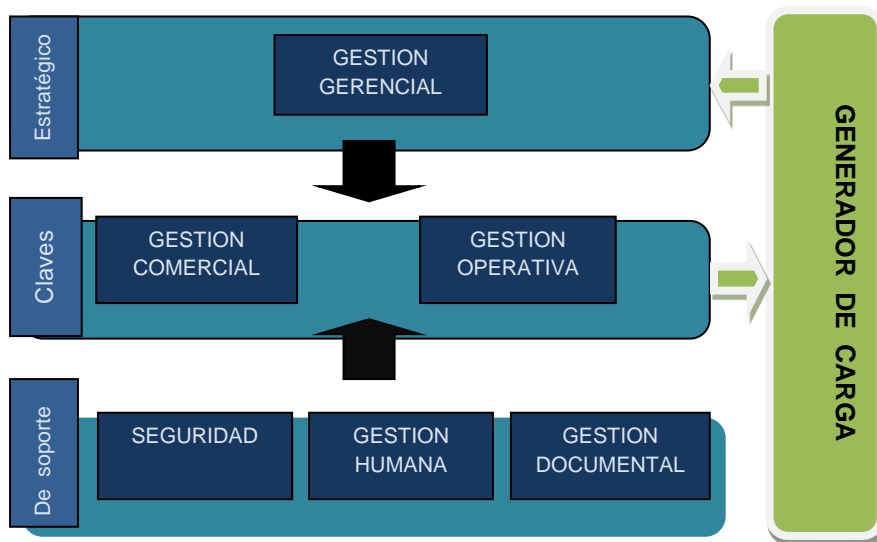 Estratégico
GESTION
GERENCIAL
Claves
GESTION
COMERCIAL
GESTION
OPERATIVA
De soporte
SEGURIDAD
GESTION
HUMANA
GESTION
DOCUMENTAL
GENERADOR DE CARGA